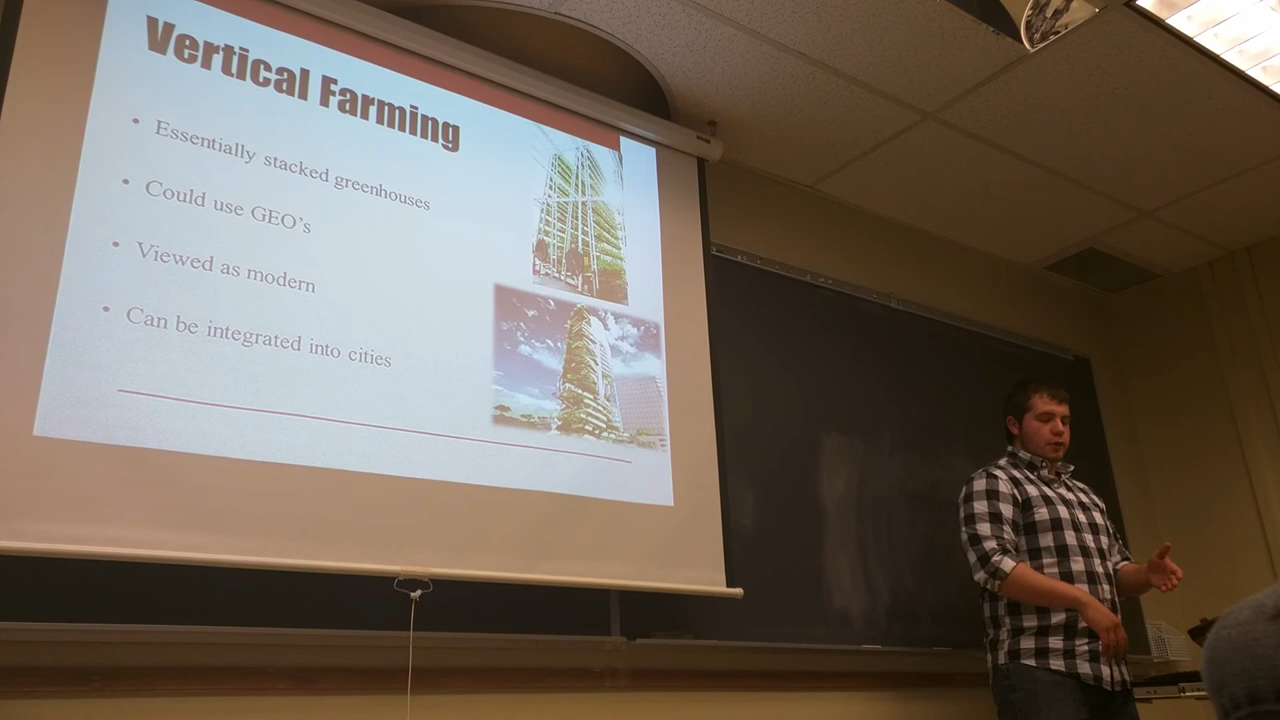 Vertical Farming
• Essentially stacked greenhouses
• Could use GEO's
• Viewed as modern
• Can be integrated into cities